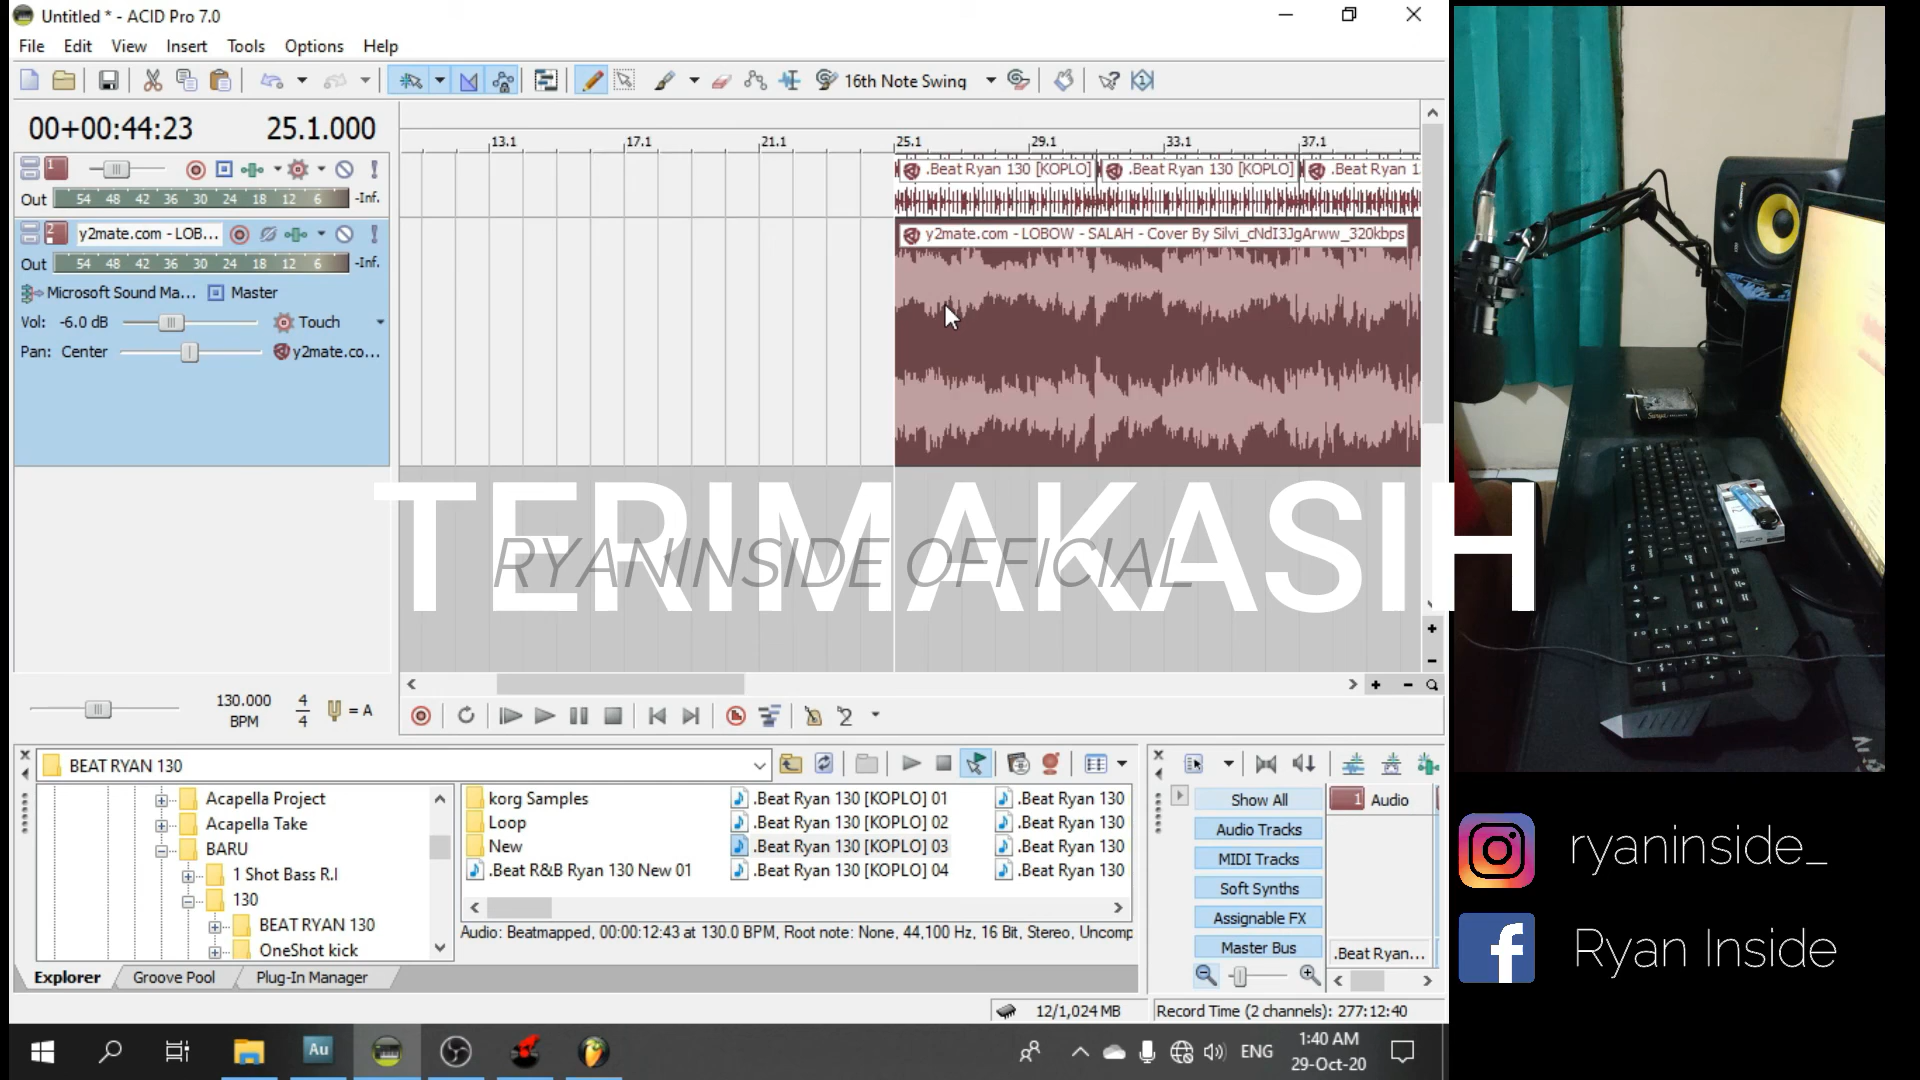 Untitled * - ACID Pro 7.0
File Edit View Insert Tools Options Help
16th Note Swing
00+00:44:23 25.1.000
13.1 17.1 21.1 25.1 29.1 33.1 37.1
1
.Beat Ryan 130 [KOPLO] .Beat Ryan 130 [KOPLO] .Beat Ryan 1
Out 54 48 42 36 30 24 18 12 6 -Inf.
2 y2mate.com - LOB...
y2mate.com - LOBOW - SALAH - Cover By Silvi_cNdI3JgArww_320kbps
Out 54 48 42 36 30 24 18 12 6 -Inf.
Microsoft Sound Ma... Master
Vol: -6.0 dB Touch
Pan: Center y2mate.co...
TERIMAKASIH
RYANINSIDE OFFICIAL
130.000 BPM 4/4 = A
BEAT RYAN 130
Acapella Project
Acapella Take
BARU
1 Shot Bass R.I
130
BEAT RYAN 130
OneShot kick
korg Samples .Beat Ryan 130 [KOPLO] 01 .Beat Ryan 130
Loop .Beat Ryan 130 [KOPLO] 02 .Beat Ryan 130
New .Beat Ryan 130 [KOPLO] 03 .Beat Ryan 130
.Beat R&B Ryan 130 New 01 .Beat Ryan 130 [KOPLO] 04 .Beat Ryan 130
Audio: Beatmapped, 00:00:12:43 at 130.0 BPM, Root note: None, 44,100 Hz, 16 Bit, Stereo, Uncomp
Explorer Groove Pool Plug-In Manager
Show All
Audio Tracks
MIDI Tracks
Soft Synths
Assignable FX
Master Bus
1 Audio
.Beat Ryan...
12/1,024 MB Record Time (2 channels): 277:12:40
Au
ENG
1:40 AM
29-Oct-20
ryaninside_
Ryan Inside